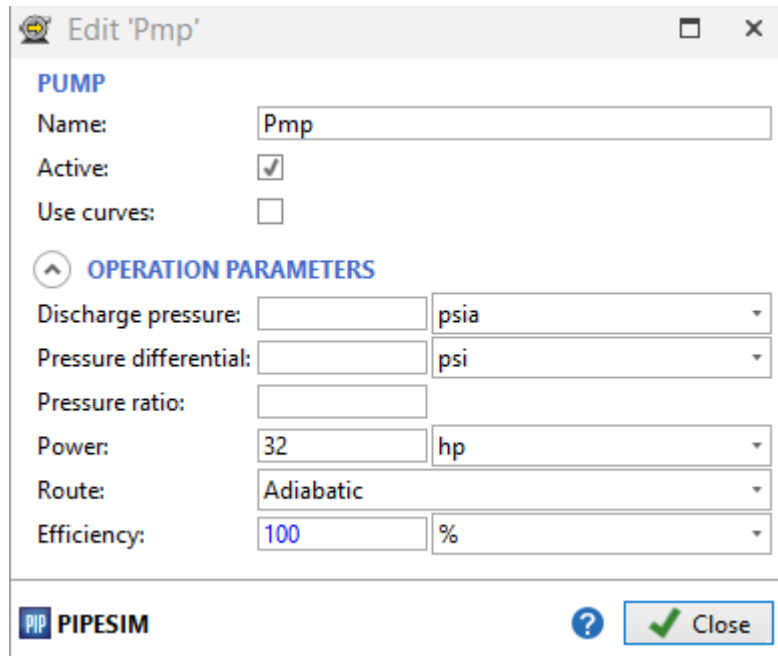 Edit 'Pmp'
PUMP
Name: Pmp
Active:
Use curves:
OPERATION PARAMETERS
Discharge pressure: psia
Pressure differential: psi
Pressure ratio:
Power: 32 hp
Route: Adiabatic
Efficiency: 100 %
PIP PIPESIM ? Close